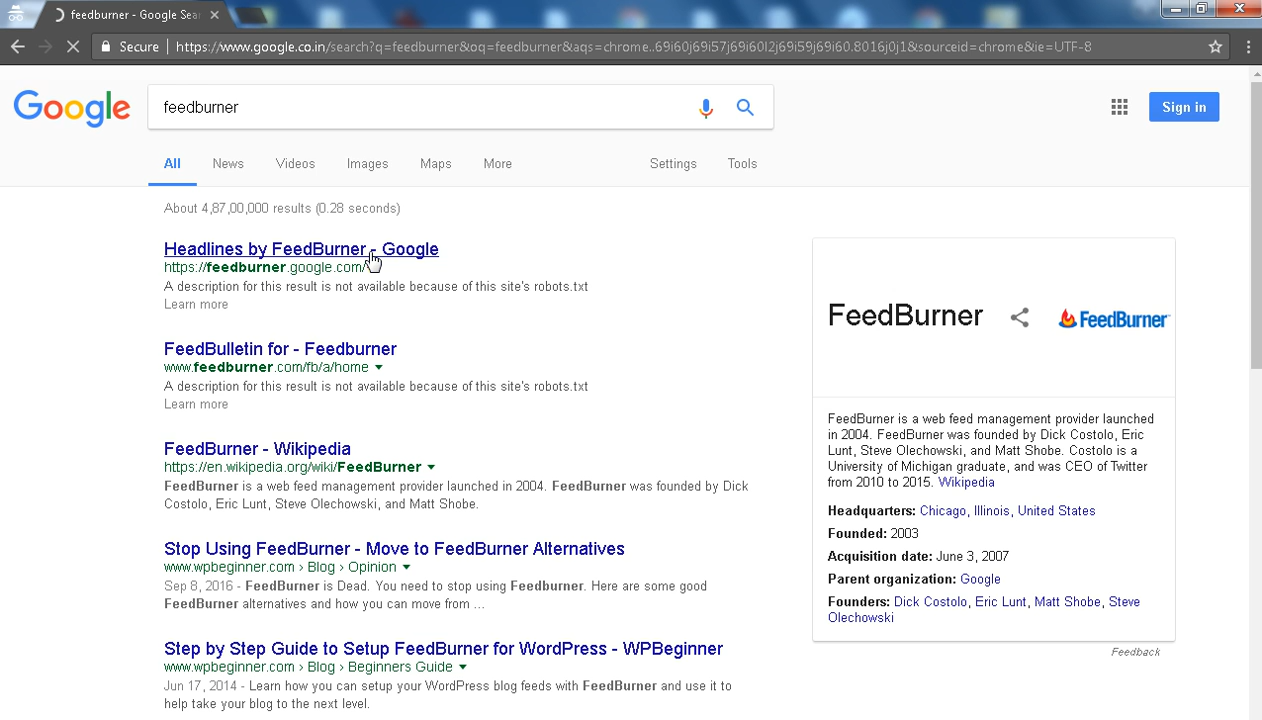 feedburner - Google Sea
Secure
https://www.google.co.in/search?q=feedburner&oq=feedburner&aqs=chrome..69i60j69i57j69i60l2j69i59j69i60.8016j0j1&sourceid=chrome&ie=UTF-8
Google
feedburner
Sign in
All News Videos Images Maps More Settings Tools
About 4,87,00,000 results (0.28 seconds)
Headlines by FeedBurner - Google
https://feedburner.google.com/
A description for this result is not available because of this site's robots.txt
Learn more
FeedBulletin for - Feedburner
www.feedburner.com/fb/a/home
A description for this result is not available because of this site's robots.txt
Learn more
FeedBurner - Wikipedia
https://en.wikipedia.org/wiki/FeedBurner
FeedBurner is a web feed management provider launched in 2004. FeedBurner was founded by Dick
Costolo, Eric Lunt, Steve Olechowski, and Matt Shobe.
Stop Using FeedBurner - Move to FeedBurner Alternatives
www.wpbeginner.com › Blog › Opinion
Sep 8, 2016 - FeedBurner is Dead. You need to stop using Feedburner. Here are some good
FeedBurner alternatives and how you can move from ...
Step by Step Guide to Setup FeedBurner for WordPress - WPBeginner
www.wpbeginner.com › Blog › Beginners Guide
Jun 17, 2014 - Learn how you can setup your WordPress blog feeds with FeedBurner and use it to
help take your blog to the next level.
FeedBurner
FeedBurner
FeedBurner is a web feed management provider launched
in 2004. FeedBurner was founded by Dick Costolo, Eric
Lunt, Steve Olechowski, and Matt Shobe. Costolo is a
University of Michigan graduate, and was CEO of Twitter
from 2010 to 2015. Wikipedia
Headquarters: Chicago, Illinois, United States
Founded: 2003
Acquisition date: June 3, 2007
Parent organization: Google
Founders: Dick Costolo, Eric Lunt, Matt Shobe, Steve
Olechowski
Feedback